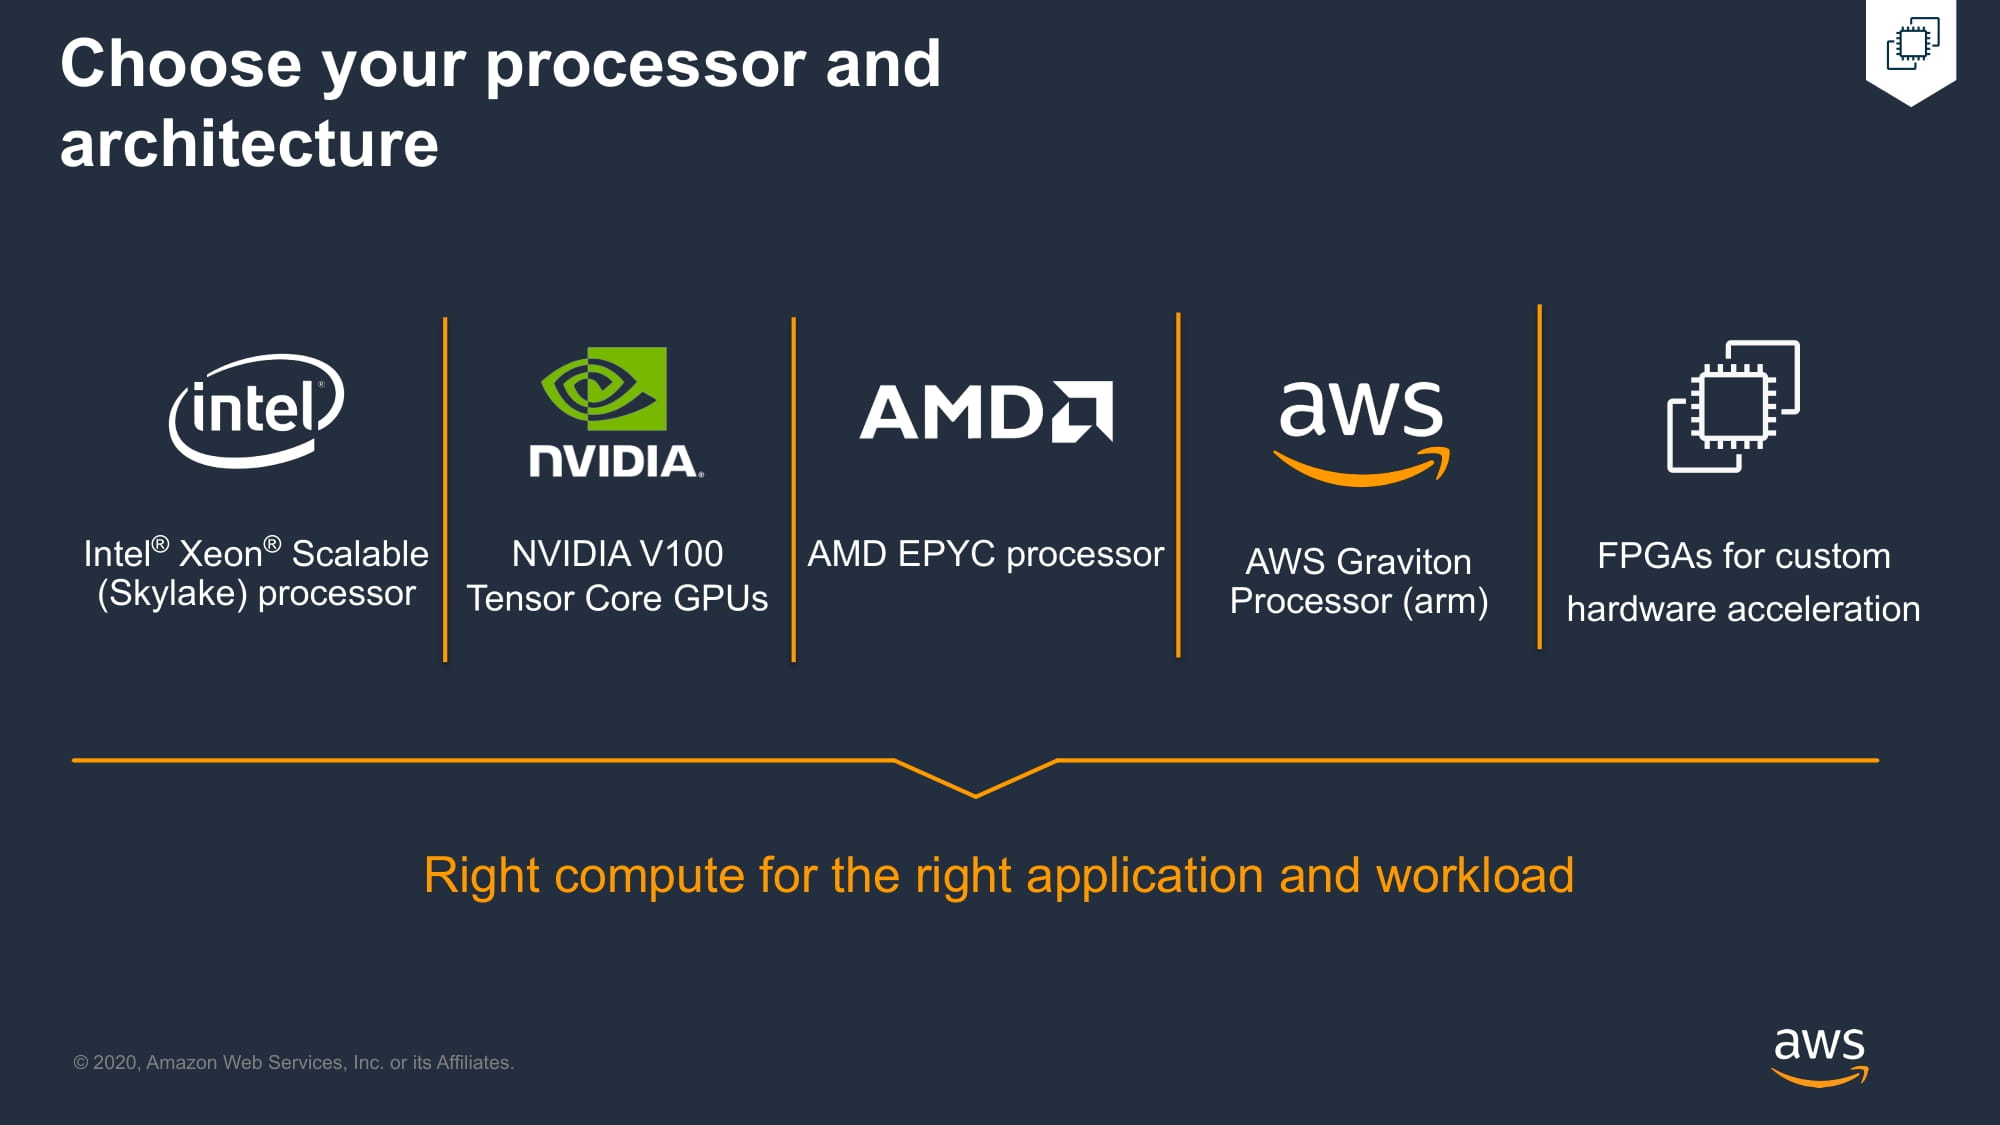 Choose your processor and
architecture
intel®
NVIDIA®
AMD
aws
Intel® Xeon® Scalable
(Skylake) processor
NVIDIA V100
Tensor Core GPUs
AMD EPYC processor
AWS Graviton
Processor (arm)
FPGAs for custom
hardware acceleration
Right compute for the right application and workload
© 2020, Amazon Web Services, Inc. or its Affiliates.
aws